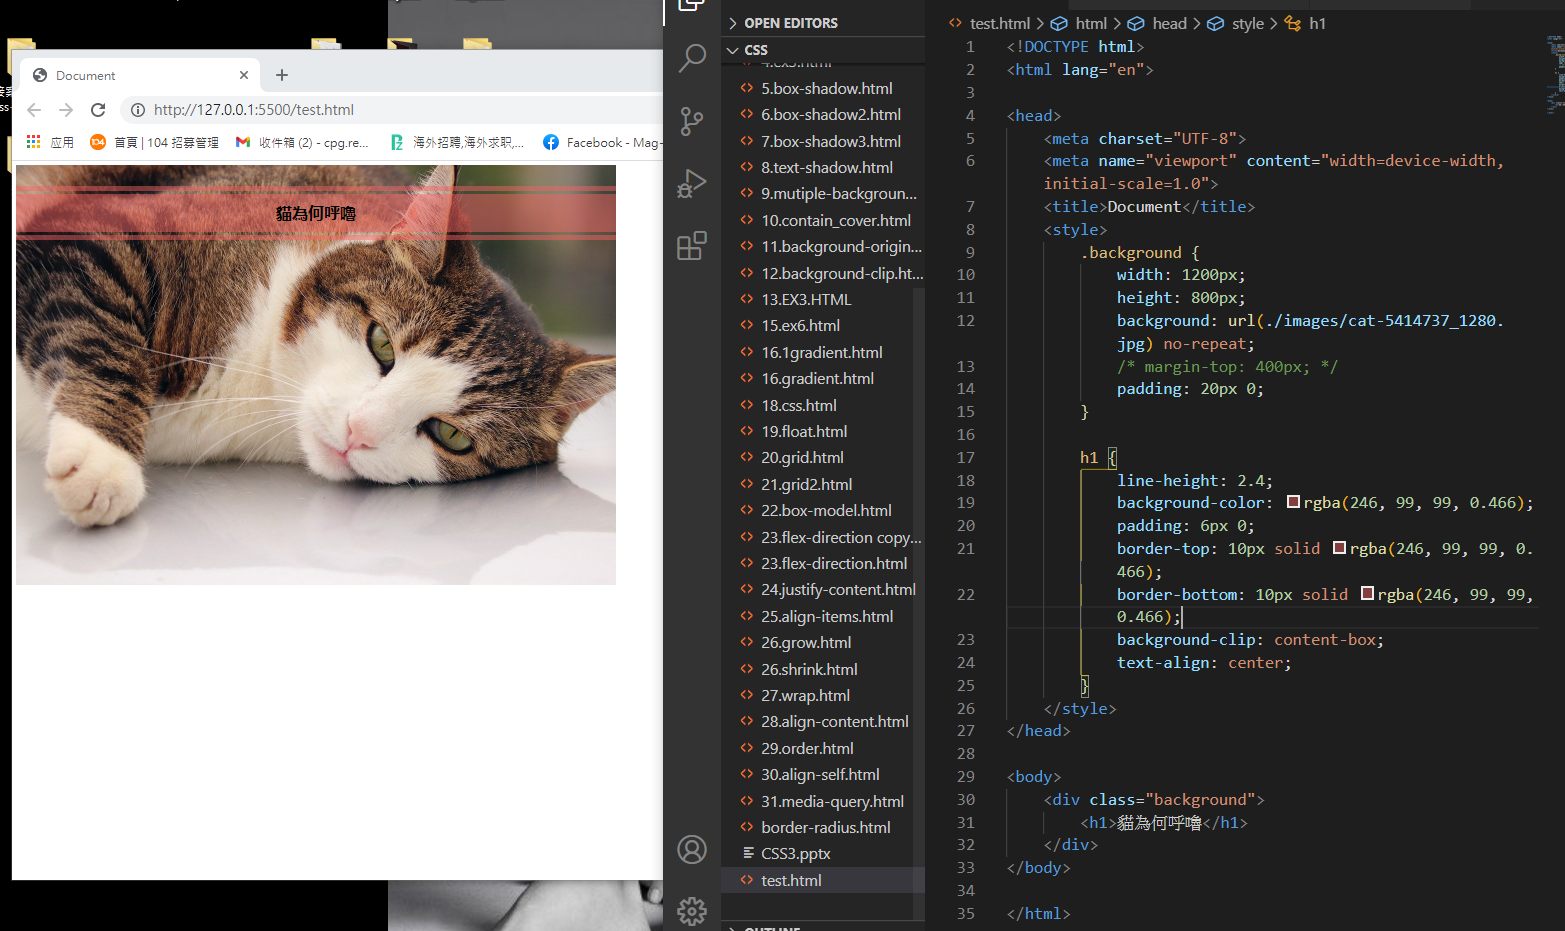 Document
http://127.0.0.1:5500/test.html
应用
首頁 | 104 招募管理
收件箱 (2) - cpg.re...
海外招聘,海外求职,...
Facebook - Mag-
貓為何呼嚕
OPEN EDITORS
CSS
5.box-shadow.html
6.box-shadow2.html
7.box-shadow3.html
8.text-shadow.html
9.mutiple-backgroun...
10.contain_cover.html
11.background-origin...
12.background-clip.ht...
13.EX3.HTML
15.ex6.html
16.1gradient.html
16.gradient.html
18.css.html
19.float.html
20.grid.html
21.grid2.html
22.box-model.html
23.flex-direction copy...
23.flex-direction.html
24.justify-content.html
25.align-items.html
26.grow.html
26.shrink.html
27.wrap.html
28.align-content.html
29.order.html
30.align-self.html
31.media-query.html
border-radius.html
CSS3.pptx
test.html
OUTLINE
test.html > html > head > style > h1
1 <!DOCTYPE html>
2 <html lang="en">
3
4 <head>
5 <meta charset="UTF-8">
6 <meta name="viewport" content="width=device-width,
initial-scale=1.0">
7 <title>Document</title>
8 <style>
9 .background {
10 width: 1200px;
11 height: 800px;
12 background: url(./images/cat-5414737_1280.
jpg) no-repeat;
13 /* margin-top: 400px; */
14 padding: 20px 0;
15 }
16
17 h1 {
18 line-height: 2.4;
19 background-color: rgba(246, 99, 99, 0.466);
20 padding: 6px 0;
21 border-top: 10px solid rgba(246, 99, 99, 0.
466);
22 border-bottom: 10px solid rgba(246, 99, 99,
0.466);
23 background-clip: content-box;
24 text-align: center;
25 }
26 </style>
27 </head>
28
29 <body>
30 <div class="background">
31 <h1>貓為何呼嚕</h1>
32 </div>
33 </body>
34
35 </html>